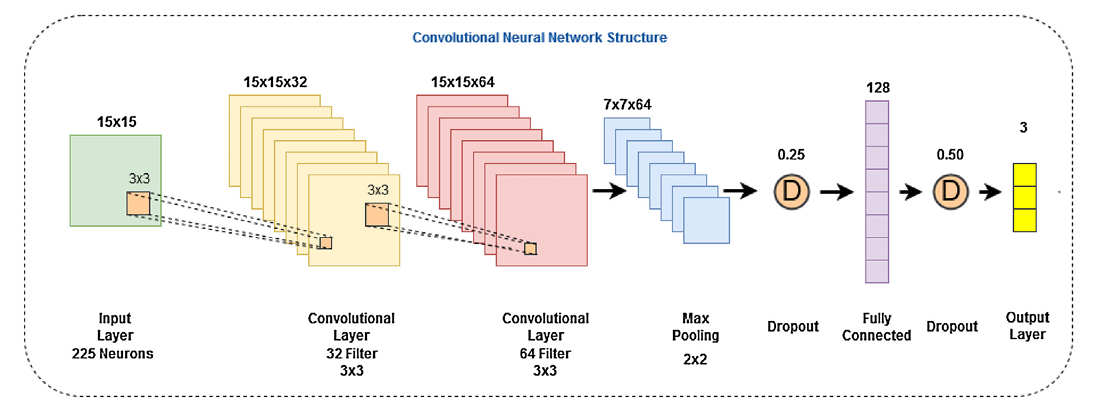 Convolutional Neural Network Structure
15x15
3x3
15x15x32
3x3
15x15x64
7x7x64
0.25
D
128
0.50
D
3
Input
Layer
225 Neurons
Convolutional
Layer
32 Filter
3x3
Convolutional
Layer
64 Filter
3x3
Max
Pooling
2x2
Dropout
Fully
Connected
Dropout
Output
Layer